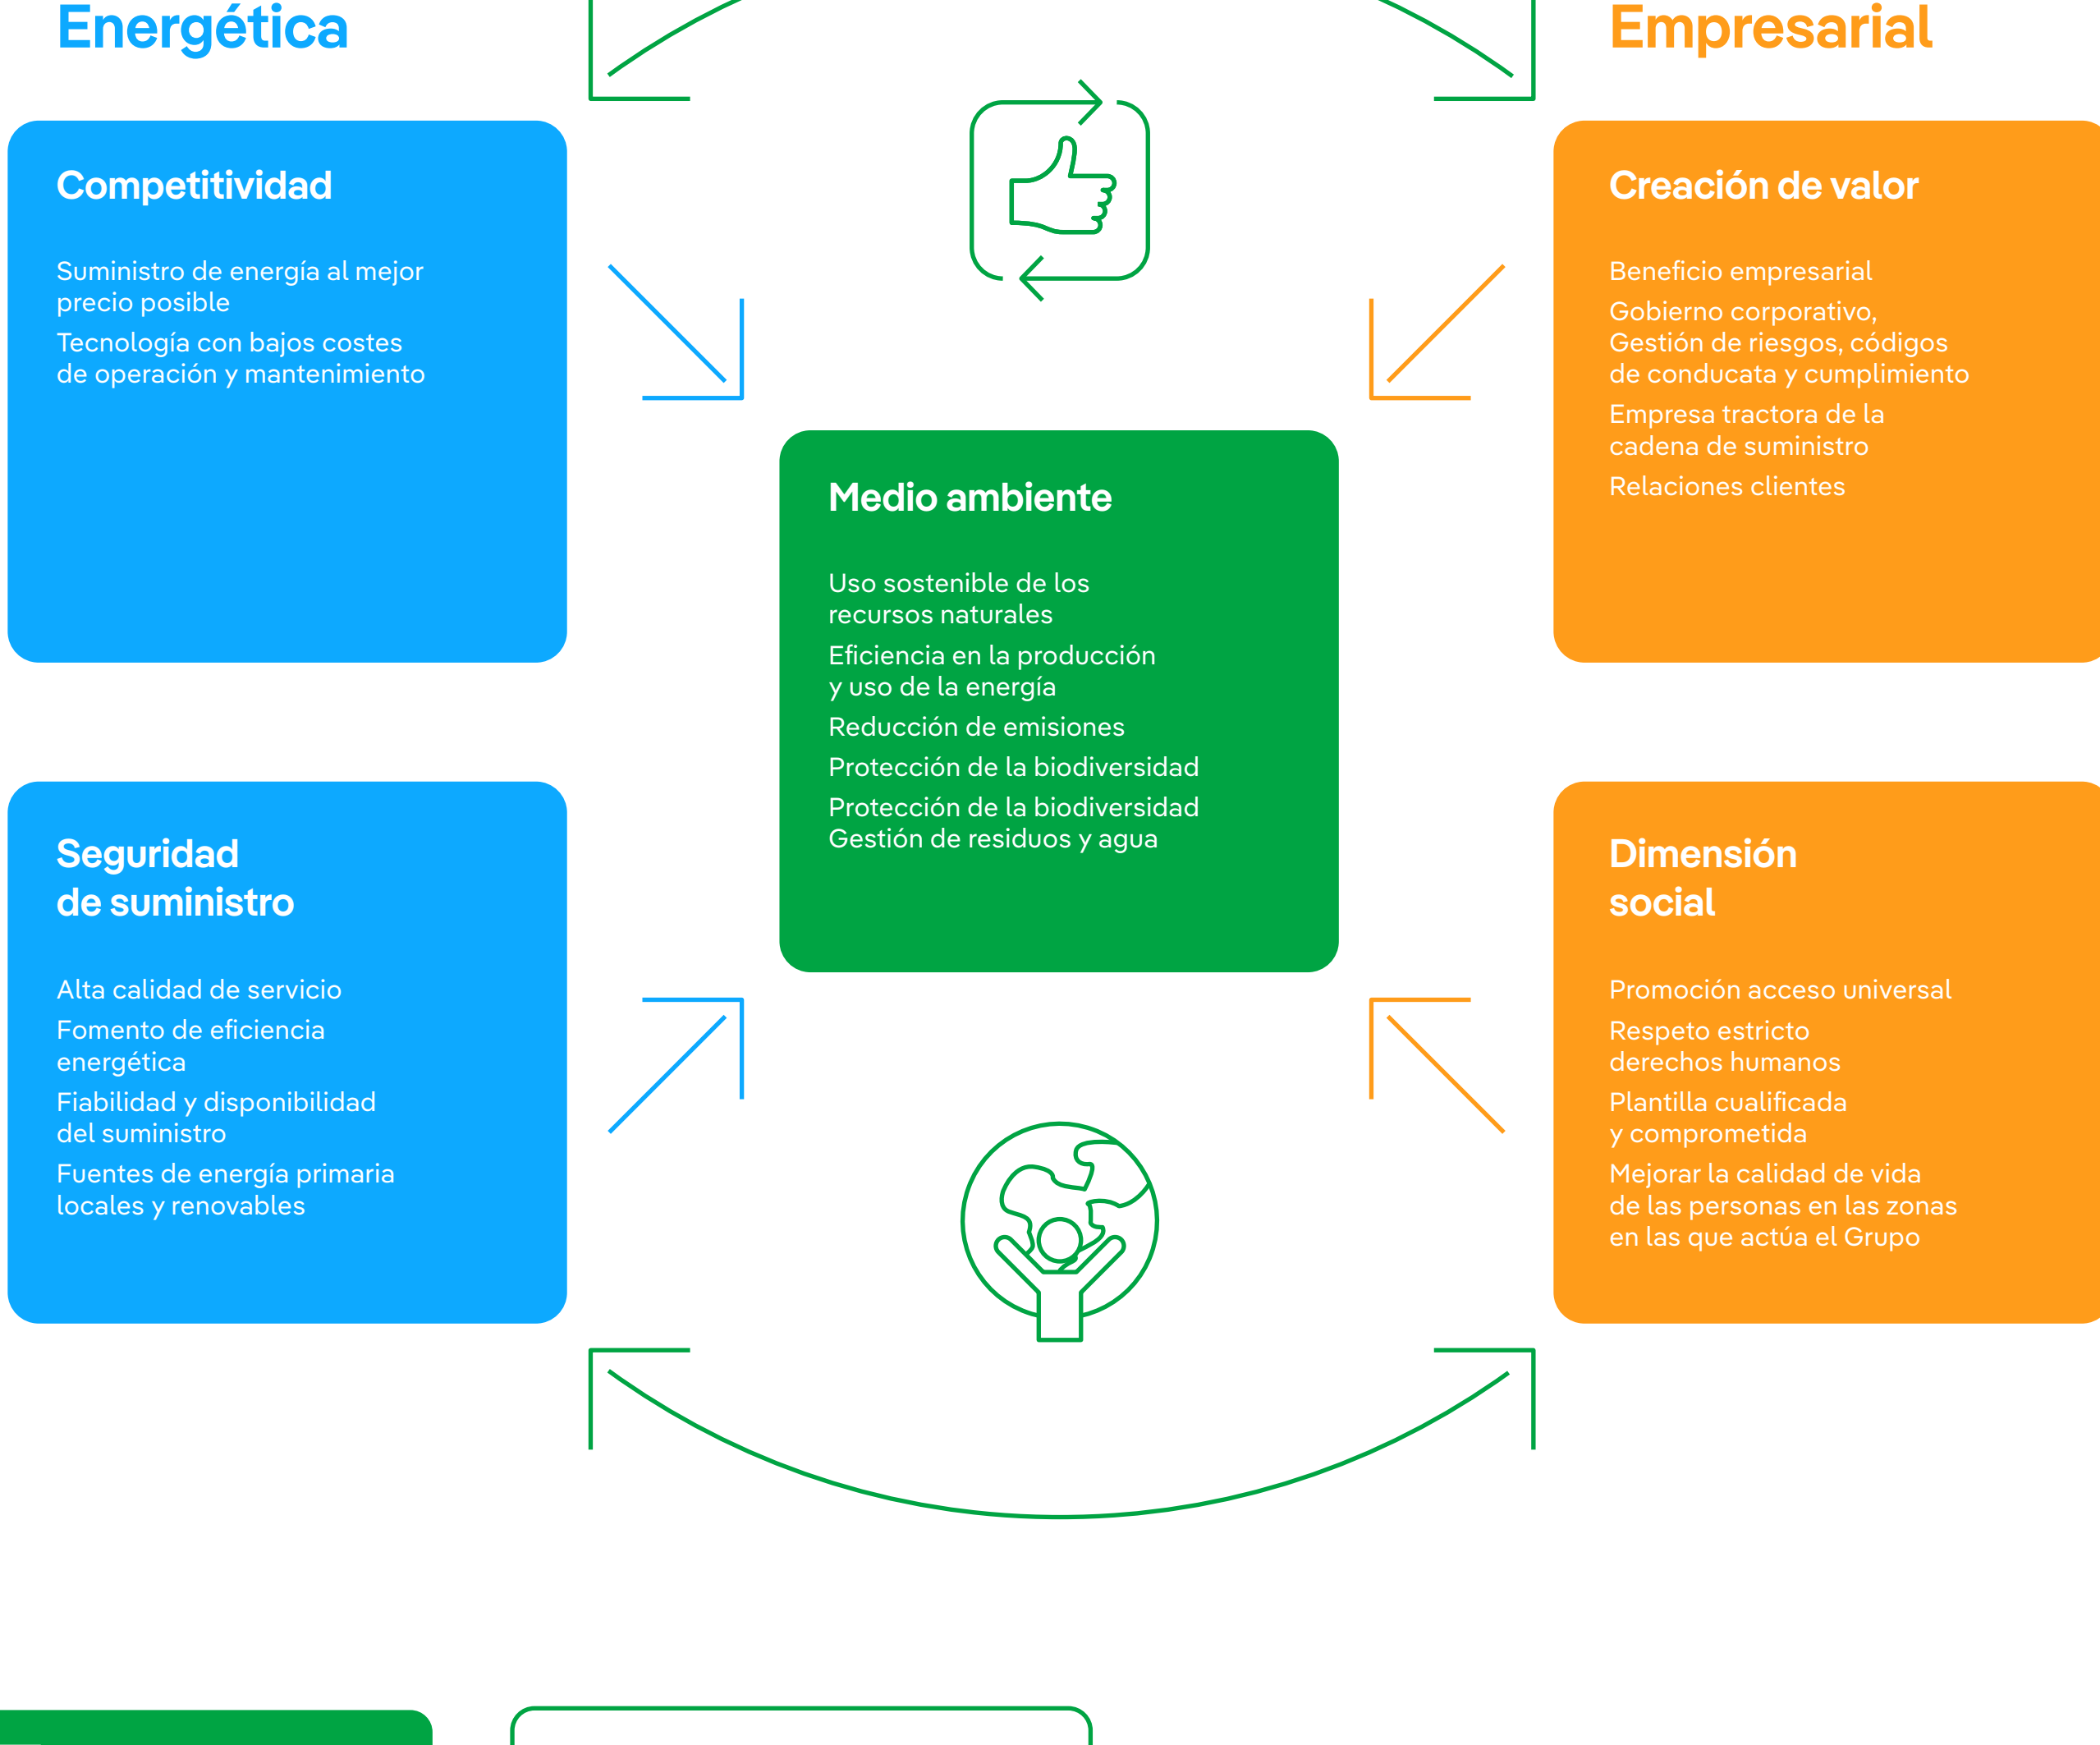 Energética
Competitividad
Suministro de energía al mejor
precio posible
Tecnología con bajos costes
de operación y mantenimiento
Seguridad
de suministro
Alta calidad de servicio
Fomento de eficiencia
energética
Fiabilidad y disponibilidad
del suministro
Fuentes de energía primaria
locales y renovables
Medio ambiente
Uso sostenible de los
recursos naturales
Eficiencia en la producción
y uso de la energía
Reducción de emisiones
Protección de la biodiversidad
Protección de la biodiversidad
Gestión de residuos y agua
Empresarial
Creación de valor
Beneficio empresarial
Gobierno corporativo,
Gestión de riesgos, códigos
de conducata y cumplimiento
Empresa tractora de la
cadena de suministro
Relaciones clientes
Dimensión
social
Promoción acceso universal
Respeto estricto
derechos humanos
Plantilla cualificada
y comprometida
Mejorar la calidad de vida
de las personas en las zonas
en las que actúa el Grupo